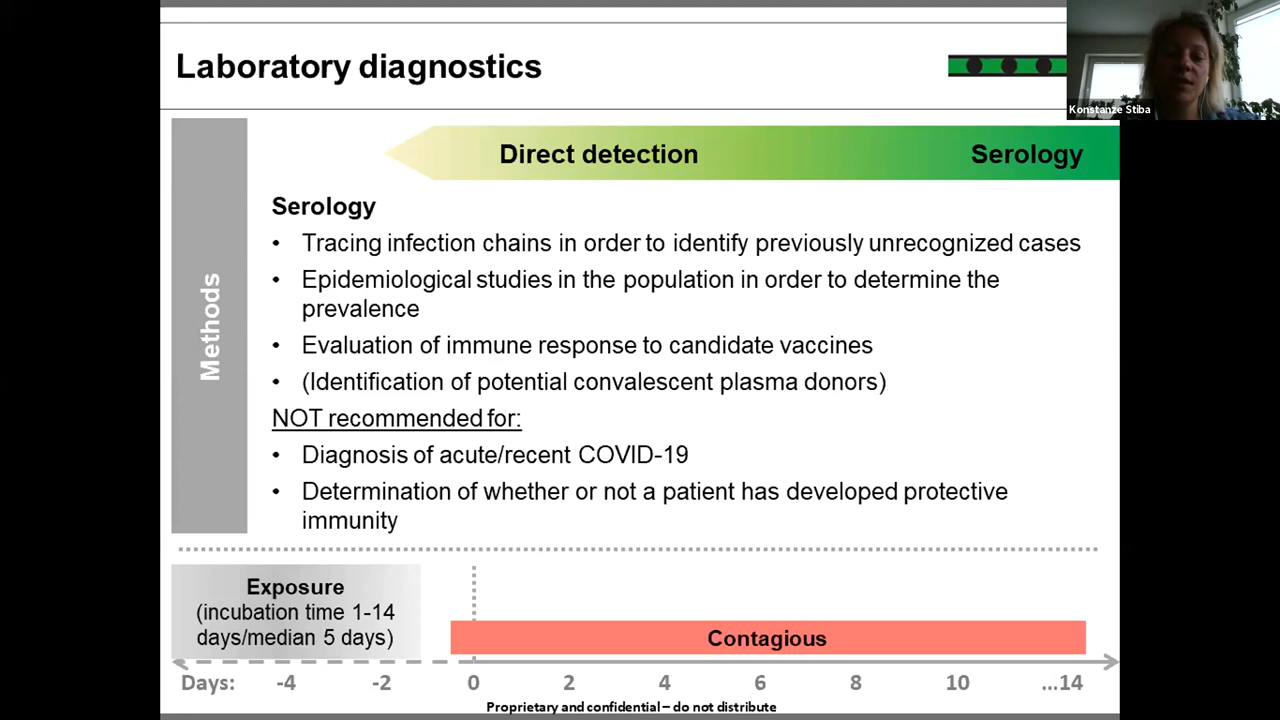 Laboratory diagnostics
Konstanze Stiba
Methods
Direct detection
Serology
Serology
• Tracing infection chains in order to identify previously unrecognized cases
• Epidemiological studies in the population in order to determine the
prevalence
• Evaluation of immune response to candidate vaccines
• (Identification of potential convalescent plasma donors)
NOT recommended for:
• Diagnosis of acute/recent COVID-19
• Determination of whether or not a patient has developed protective
immunity
Exposure
(incubation time 1-14
days/median 5 days)
Contagious
Days: -4 -2 0 2 4 6 8 10 ...14
Proprietary and confidential – do not distribute